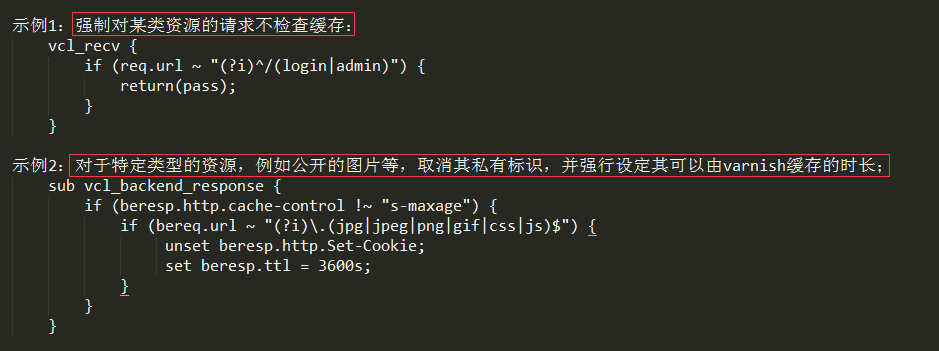 示例1：强制对某类资源的请求不检查缓存：
    vcl_recv {
        if (req.url ~ "(?i)^/(login|admin)") {
            return(pass);
        }
    }

示例2：对于特定类型的资源，例如公开的图片等，取消其私有标识，并强行设定其可以由varnish缓存的时长；
    sub vcl_backend_response {
        if (beresp.http.cache-control !~ "s-maxage") {
            if (bereq.url ~ "(?i)\.(jpg|jpeg|png|gif|css|js)$") {
                unset beresp.http.Set-Cookie;
                set beresp.ttl = 3600s;
            }
        }
    }